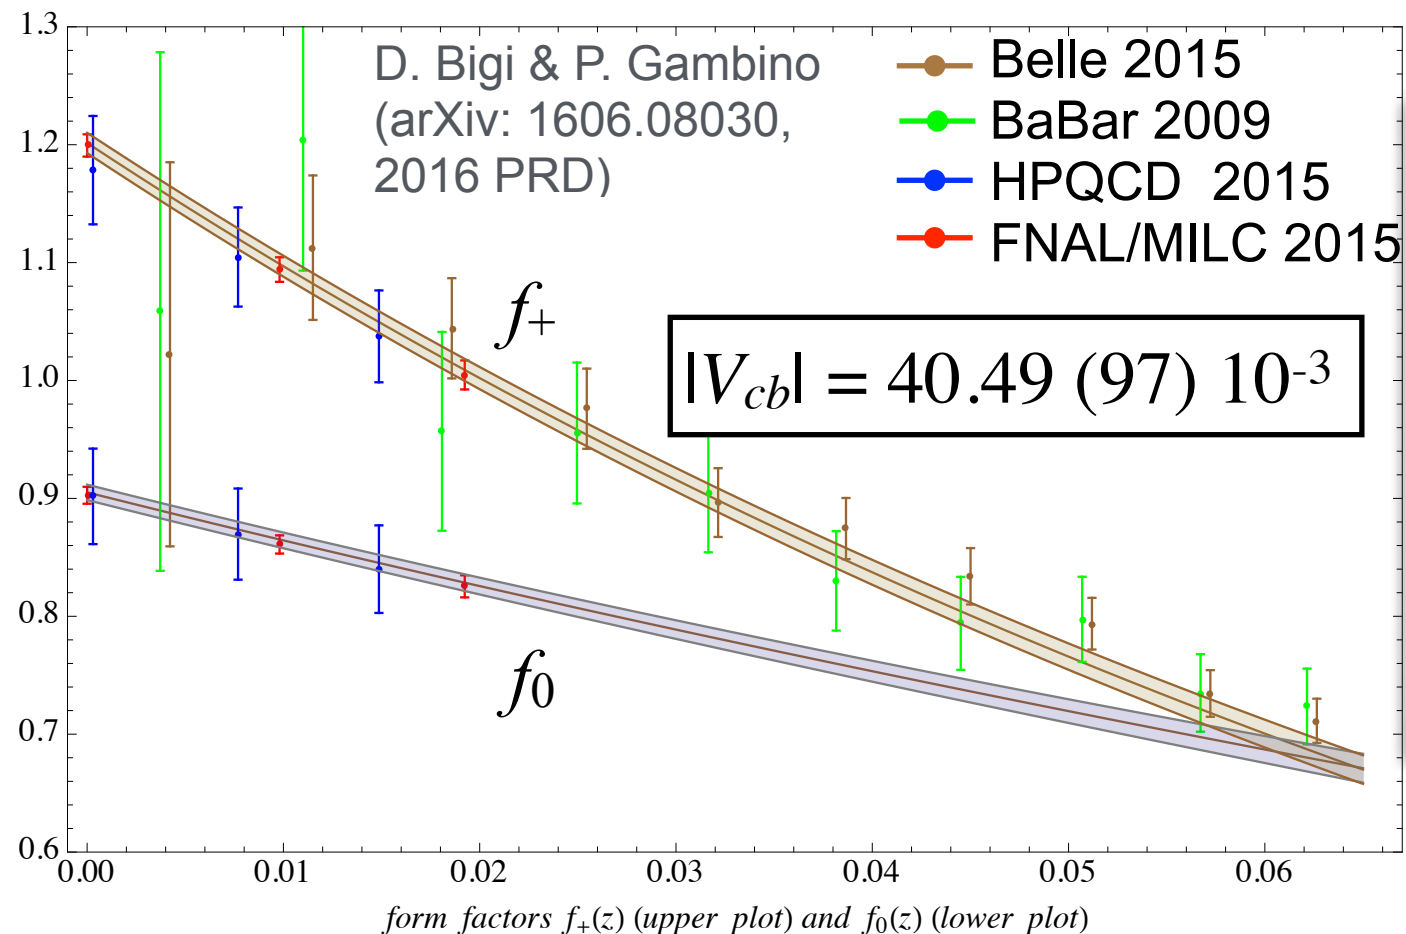 1.3
1.2
1.1
1.0
0.9
0.8
0.7
0.6
D. Bigi & P. Gambino
(arXiv: 1606.08030,
2016 PRD)
Belle 2015
BaBar 2009
HPQCD 2015
FNAL/MILC 2015
f+
|Vcb| = 40.49 (97) 10-3
f0
0.00 0.01 0.02 0.03 0.04 0.05 0.06
form factors f+(z) (upper plot) and f0(z) (lower plot)